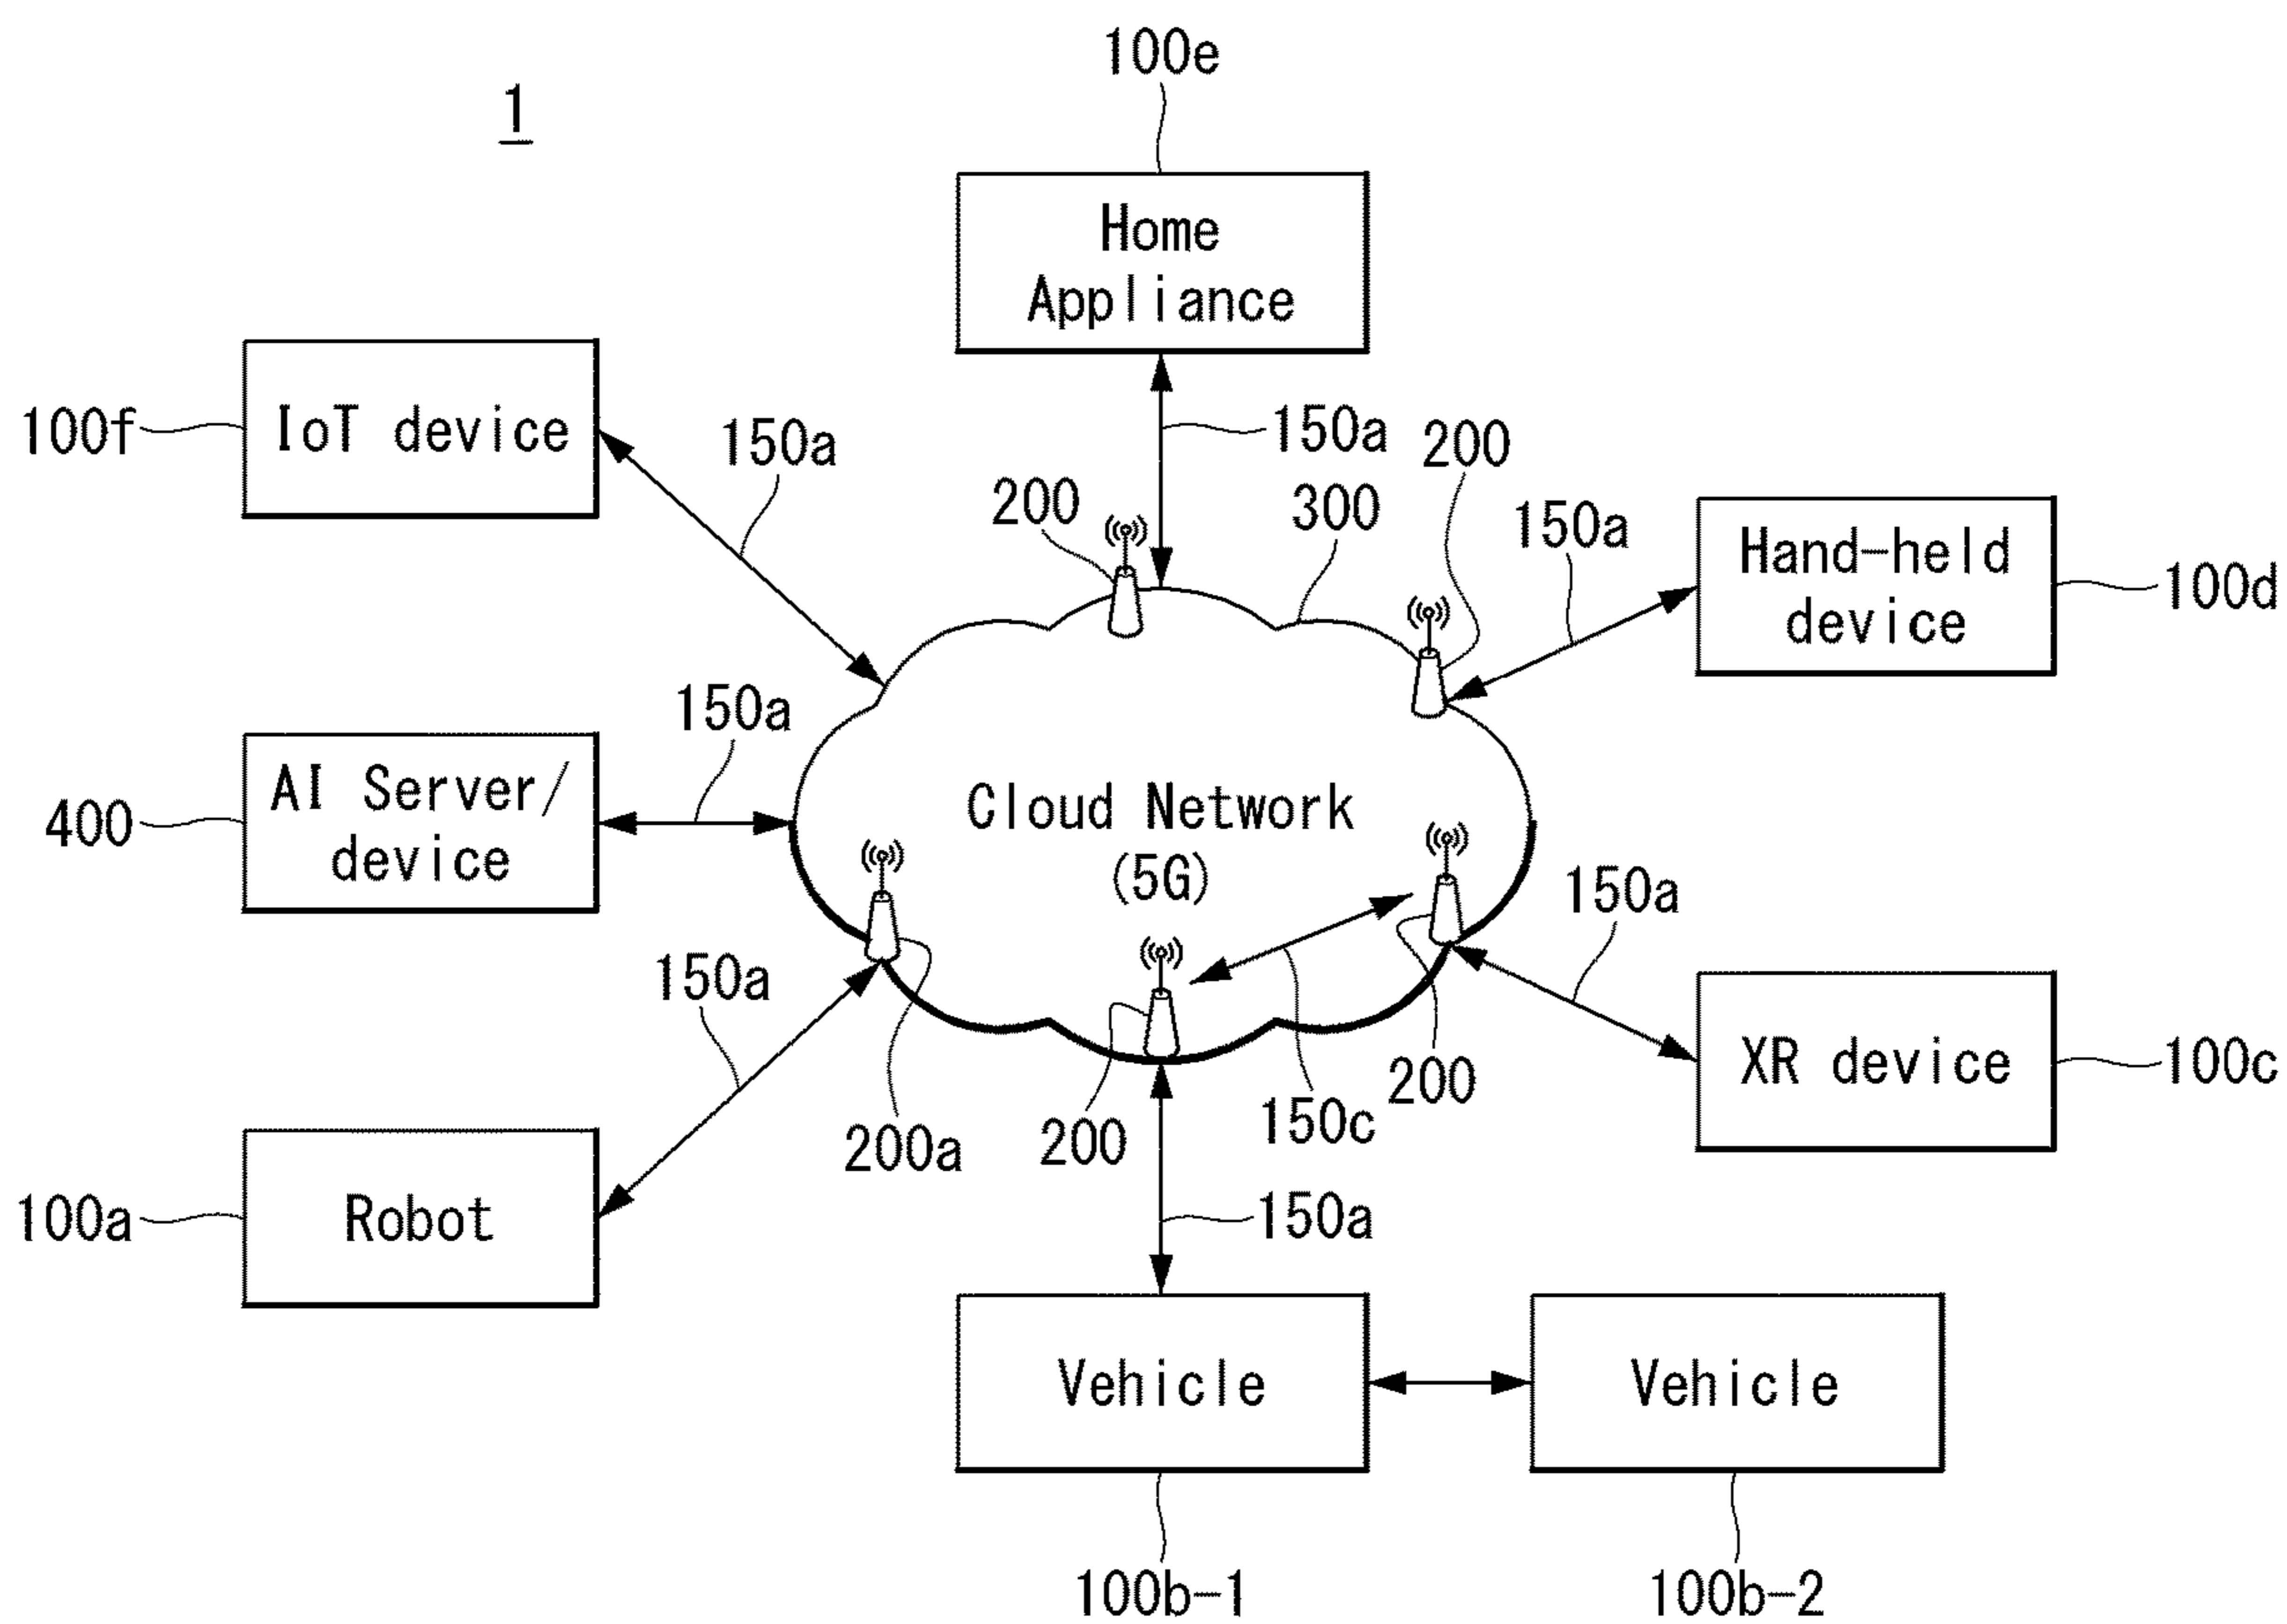 1
100e
Home
Appliance
100f
IoT device
150a
150a
200
200
300
150a
Hand-held
device
100d
150a
400
AI Server/
device
Cloud Network
(5G)
150a
150a
XR device
100c
200
150c
200
200a
100a
Robot
150a
Vehicle
Vehicle
100b-1
100b-2